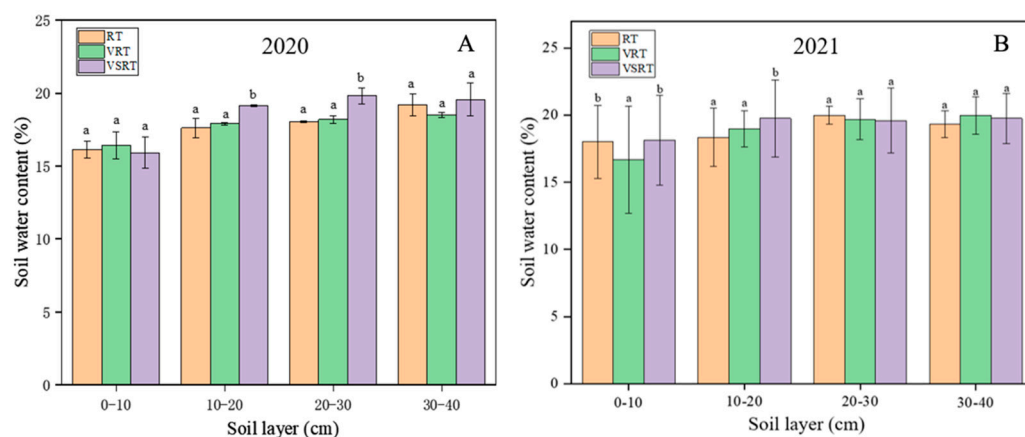 25
20
15
10
5
0
Soil water content (%)
RT
VRT
VSRT
2020
A
a a a
a a b
a a b
a a a
0−10 10−20 20−30 30−40
Soil layer (cm)
25
20
15
10
5
0
Soil water content (%)
RT
VRT
VSRT
2021
B
b a b
a a b
a a a
a a a
0-10 10-20 20-30 30-40
Soil layer (cm)